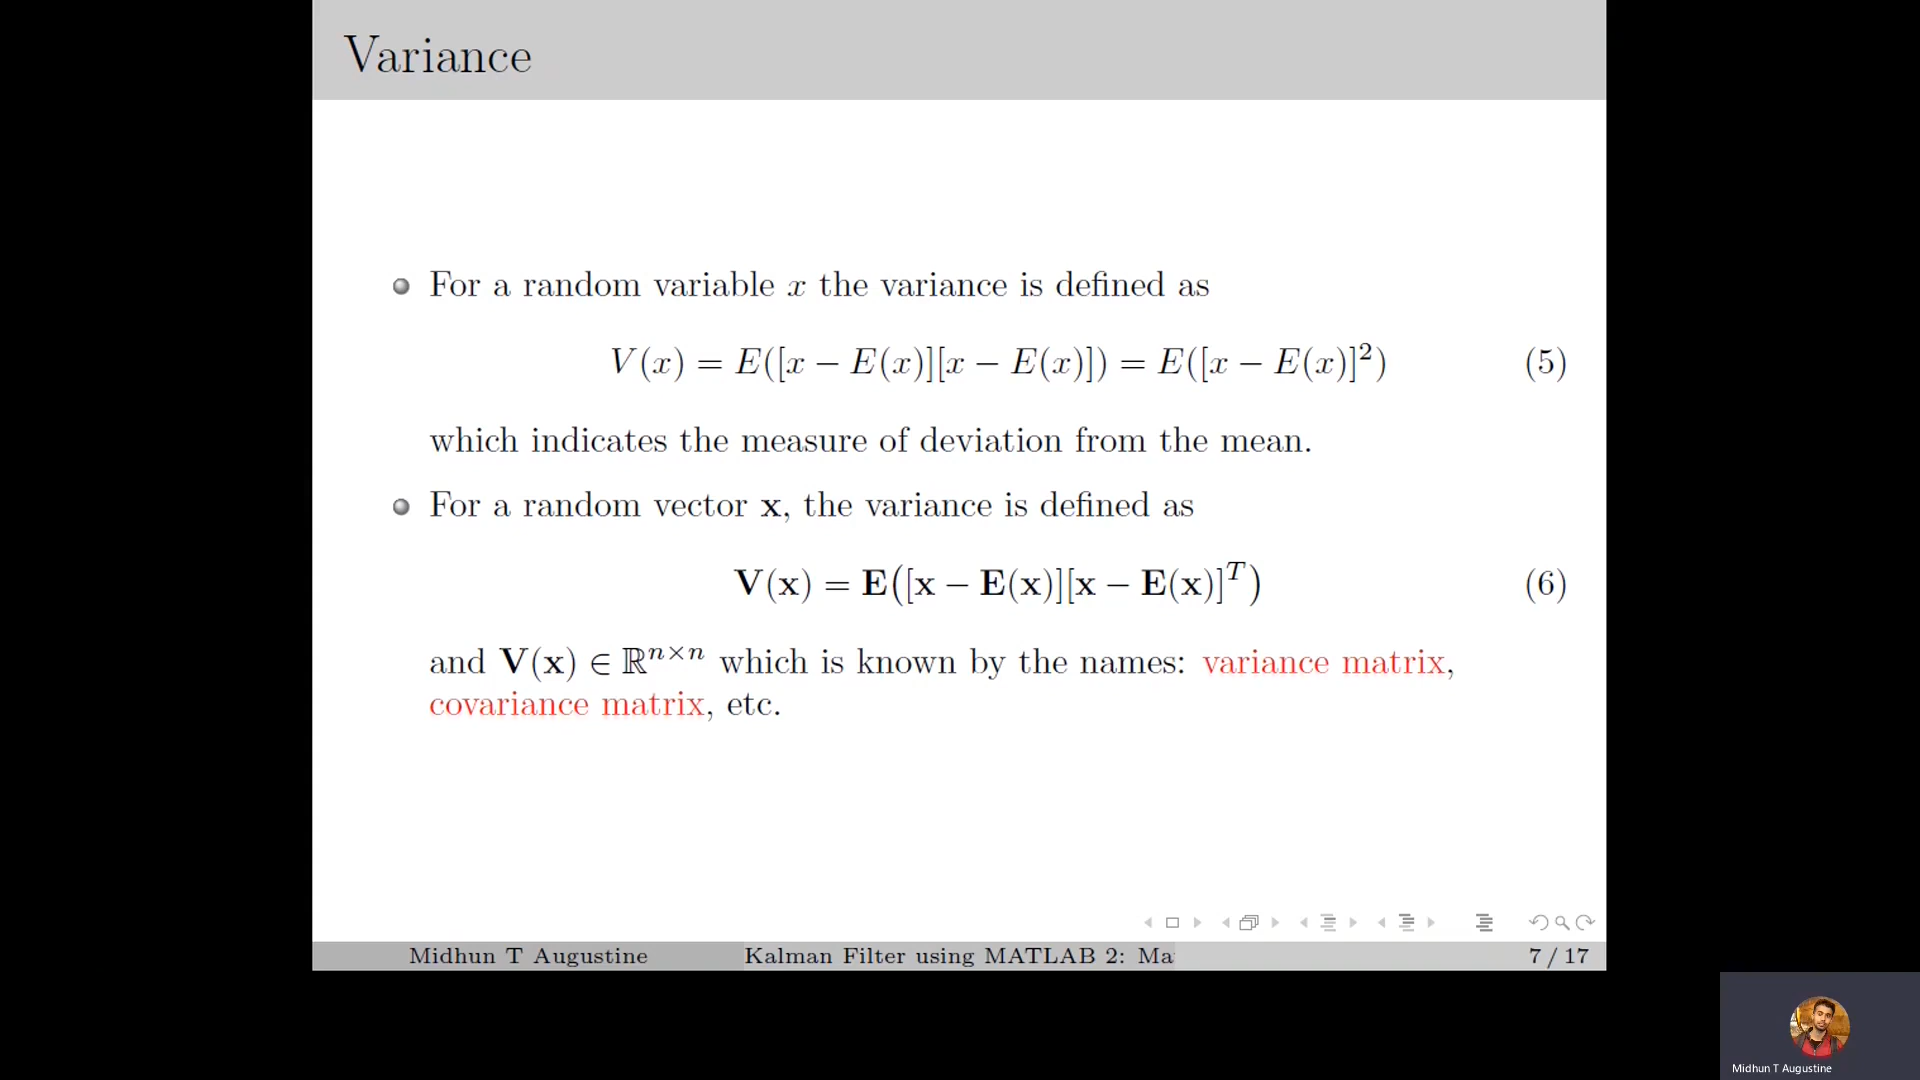 Variance
For a random variable x the variance is defined as
V(x) = E([x − E(x)][x − E(x)]) = E([x − E(x)]²) (5)
which indicates the measure of deviation from the mean.
For a random vector 𝐱, the variance is defined as
𝐕(𝐱) = 𝐄([𝐱 − 𝐄(𝐱)][𝐱 − 𝐄(𝐱)]ᵀ) (6)
and 𝐕(𝐱) ∈ ℝⁿˣⁿ which is known by the names: variance matrix,
covariance matrix, etc.
Midhun T Augustine Kalman Filter using MATLAB 2: Ma 7 / 17
Midhun T Augustine